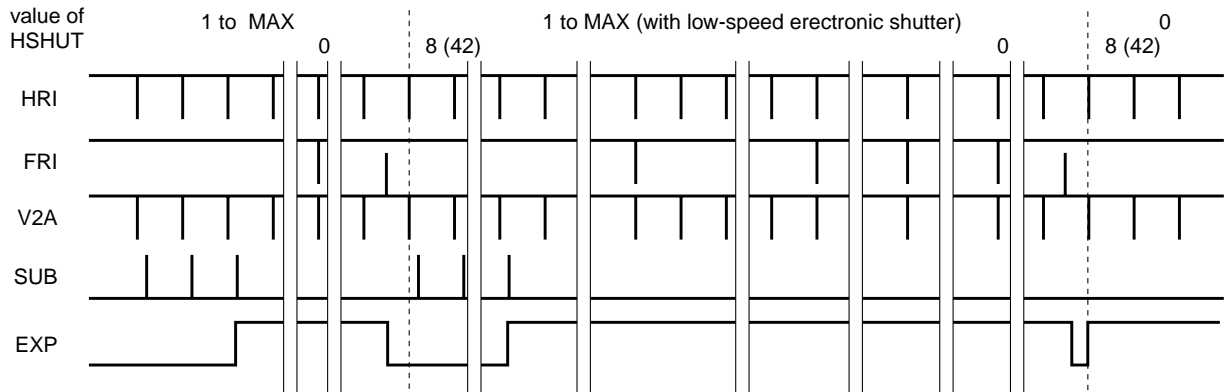 value of HSHUT
1 to MAX
0
8 (42)
1 to MAX (with low-speed erectronic shutter)
0
8 (42)
0
HRI
FRI
V2A
SUB
EXP